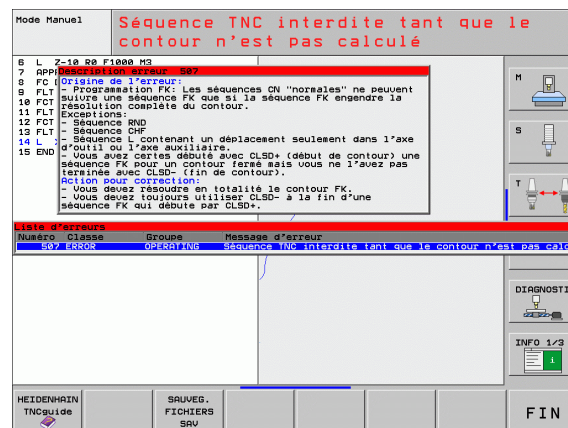 Mode Manuel
Séquence TNC interdite tant que le
contour n'est pas calculé
6 L Z-10 R0 F1000 M3
7 APPR
8 FC
9 FLT
10 FCT
11 FLT
12 FCT
13 FLT
14 L
15 END
Description erreur 507
Origine de l'erreur:
- Programmation FK: Les séquences CN "normales" ne peuvent
suivre une séquence FK que si la séquence FK engendre la
résolution complète du contour.
Exceptions:
- Séquence RND
- Séquence CHF
- Séquence L contenant un déplacement seulement dans l'axe
d'outil ou l'axe auxiliaire.
- Vous avez certes débuté avec CLSD+ (début de contour) une
séquence FK pour un contour fermé mais vous ne l'avez pas
terminée avec CLSD- (fin de contour).
Action pour correction:
- Vous devez résoudre en totalité le contour FK.
- Vous devez toujours utiliser CLSD- à la fin d'une
séquence FK qui débute par CLSD+.
Liste d'erreurs
Numéro Classe Groupe Message d'erreur
507 ERROR OPERATING Séquence TNC interdite tant que le contour n'est pas calc
M
S
T
DIAGNOSTI
INFO 1/3
i
HEIDENHAIN
TNCguide
SAUVEG.
FICHIERS
SAV
FIN